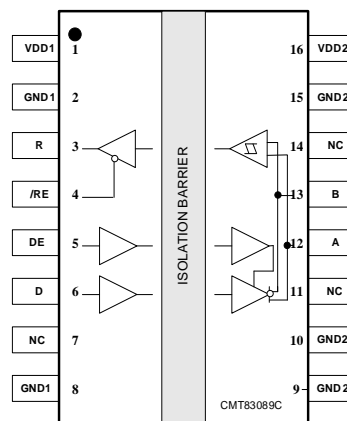 VDD1 1 16 VDD2
GND1 2 15 GND2
R 3 14 NC
/RE 4 13 B
DE 5 12 A
D 6 11 NC
NC 7 10 GND2
GND1 8 9 GND2
ISOLATION BARRIER
CMT83089C